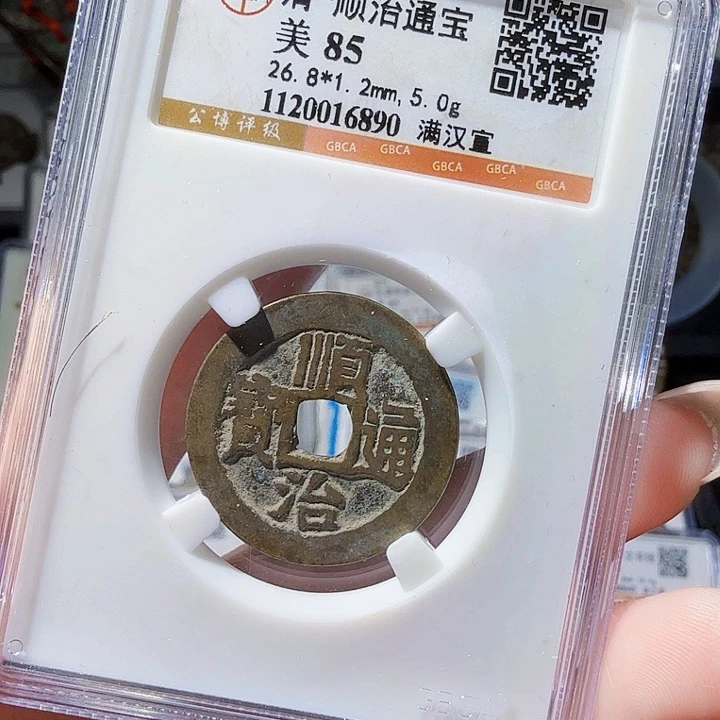 清 顺治通宝
美 85
26.8*1.2mm, 5.0g
1120016890 满汉宣
公博评级
GBCA GBCA GBCA GBCA GBCA
順治通寳
GBCA